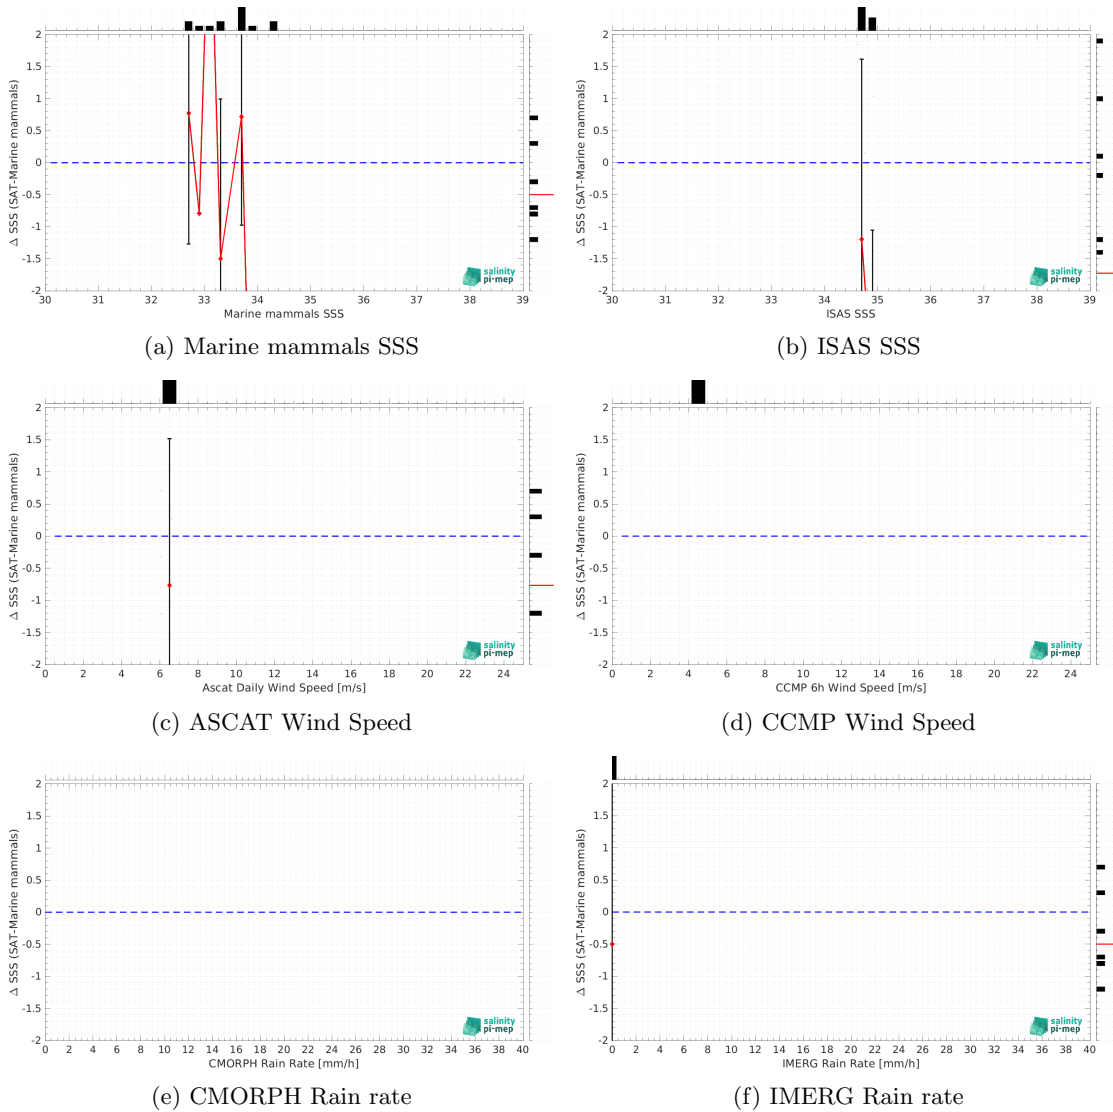 2
1.5
1
0.5
0
-0.5
-1
-1.5
-2
Δ SSS (SAT-Marine mammals)
salinity
pi-mep
30 31 32 33 34 35 36 37 38 39
Marine mammals SSS
(a) Marine mammals SSS
2
1.5
1
0.5
0
-0.5
-1
-1.5
-2
Δ SSS (SAT-Marine mammals)
salinity
pi-mep
30 31 32 33 34 35 36 37 38 39
ISAS SSS
(b) ISAS SSS
2
1.5
1
0.5
0
-0.5
-1
-1.5
-2
Δ SSS (SAT-Marine mammals)
salinity
pi-mep
0 2 4 6 8 10 12 14 16 18 20 22 24
Ascat Daily Wind Speed [m/s]
(c) ASCAT Wind Speed
2
1.5
1
0.5
0
-0.5
-1
-1.5
-2
Δ SSS (SAT-Marine mammals)
salinity
pi-mep
0 2 4 6 8 10 12 14 16 18 20 22 24
CCMP 6h Wind Speed [m/s]
(d) CCMP Wind Speed
2
1.5
1
0.5
0
-0.5
-1
-1.5
-2
Δ SSS (SAT-Marine mammals)
salinity
pi-mep
0 2 4 6 8 10 12 14 16 18 20 22 24 26 28 30 32 34 36 38 40
CMORPH Rain Rate [mm/h]
(e) CMORPH Rain rate
2
1.5
1
0.5
0
-0.5
-1
-1.5
-2
Δ SSS (SAT-Marine mammals)
salinity
pi-mep
0 2 4 6 8 10 12 14 16 18 20 22 24 26 28 30 32 34 36 38 40
IMERG Rain Rate [mm/h]
(f) IMERG Rain rate